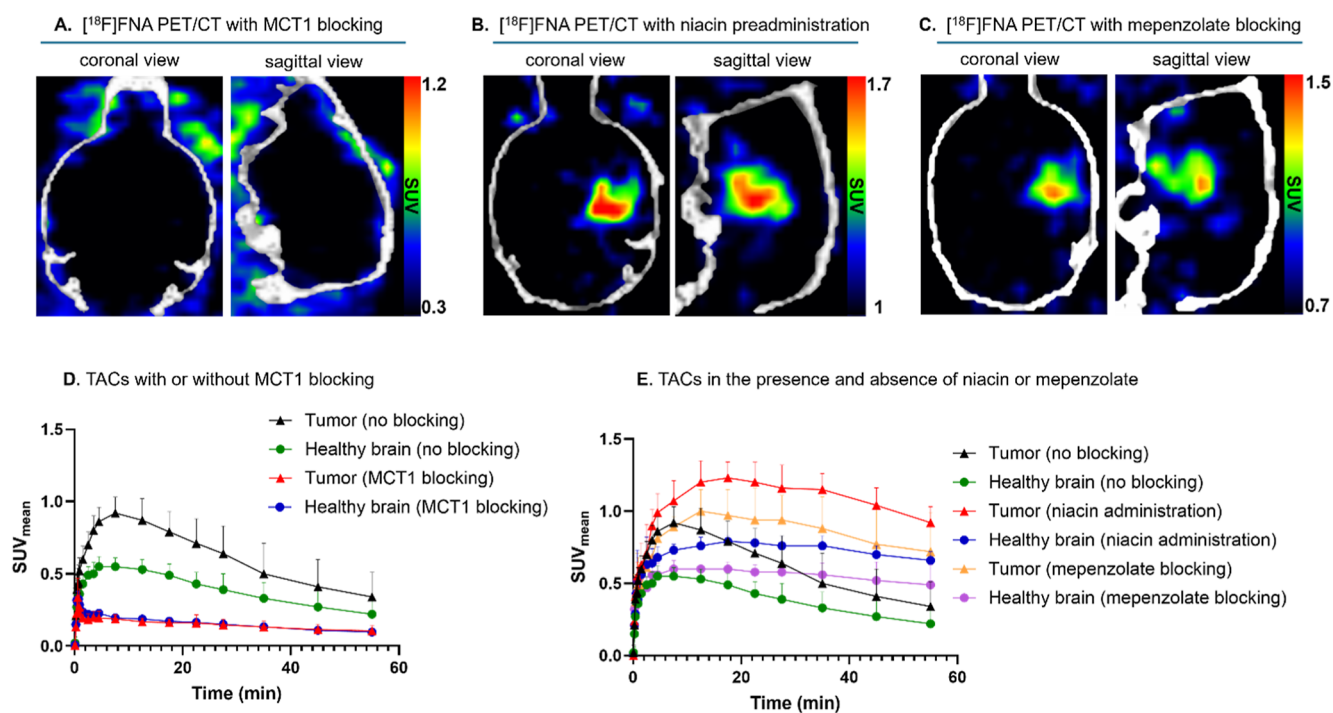 A. [¹⁸F]FNA PET/CT with MCT1 blocking
coronal view
sagittal view
1.2
SUV
0.3
B. [¹⁸F]FNA PET/CT with niacin preadministration
coronal view
sagittal view
1.7
SUV
1
C. [¹⁸F]FNA PET/CT with mepenzolate blocking
coronal view
sagittal view
1.5
SUV
0.7
D. TACs with or without MCT1 blocking
Tumor (no blocking)
Healthy brain (no blocking)
Tumor (MCT1 blocking)
Healthy brain (MCT1 blocking)
1.5
1.0
0.5
0.0
SUVmean
0
20
40
60
Time (min)
E. TACs in the presence and absence of niacin or mepenzolate
Tumor (no blocking)
Healthy brain (no blocking)
Tumor (niacin administration)
Healthy brain (niacin administration)
Tumor (mepenzolate blocking)
Healthy brain (mepenzolate blocking)
1.5
1.0
0.5
0.0
SUVmean
0
20
40
60
Time (min)